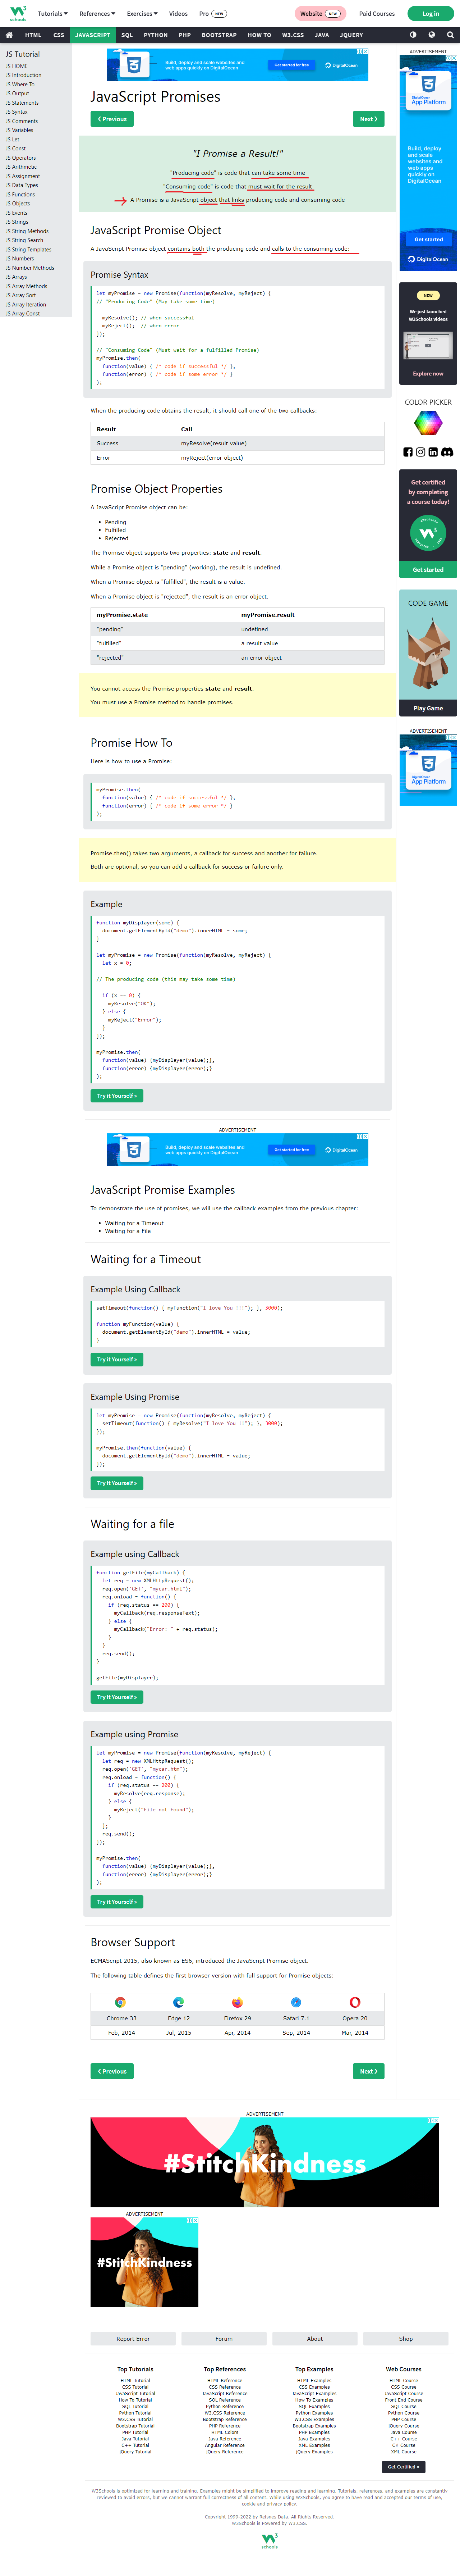 W3 schools
Tutorials References Exercises Videos Pro NEW Website NEW Paid Courses Log in
HTML CSS JAVASCRIPT SQL PYTHON PHP BOOTSTRAP HOW TO W3.CSS JAVA JQUERY
JS Tutorial
JS HOME
JS Introduction
JS Where To
JS Output
JS Statements
JS Syntax
JS Comments
JS Variables
JS Let
JS Const
JS Operators
JS Arithmetic
JS Assignment
JS Data Types
JS Functions
JS Objects
JS Events
JS Strings
JS String Methods
JS String Search
JS String Templates
JS Numbers
JS Number Methods
JS Arrays
JS Array Methods
JS Array Sort
JS Array Iteration
JS Array Const
Build, deploy and scale websites and
web apps quickly on DigitalOcean
Get started for free
DigitalOcean
JavaScript Promises
❮ Previous
Next ❯
"I Promise a Result!"
"Producing code" is code that can take some time
"Consuming code" is code that must wait for the result
A Promise is a JavaScript object that links producing code and consuming code
JavaScript Promise Object
A JavaScript Promise object contains both the producing code and calls to the consuming code:
Promise Syntax
let myPromise = new Promise(function(myResolve, myReject) {
// "Producing Code" (May take some time)
myResolve(); // when successful
myReject();  // when error
});
// "Consuming Code" (Must wait for a fulfilled Promise)
myPromise.then(
function(value) { /* code if successful */ },
function(error) { /* code if some error */ }
);
When the producing code obtains the result, it should call one of the two callbacks:
Result Call
Success myResolve(result value)
Error myReject(error object)
Promise Object Properties
A JavaScript Promise object can be:
• Pending
• Fulfilled
• Rejected
The Promise object supports two properties: state and result.
While a Promise object is "pending" (working), the result is undefined.
When a Promise object is "fulfilled", the result is a value.
When a Promise object is "rejected", the result is an error object.
myPromise.state myPromise.result
"pending" undefined
"fulfilled" a result value
"rejected" an error object
You cannot access the Promise properties state and result.
You must use a Promise method to handle promises.
Promise How To
Here is how to use a Promise:
myPromise.then(
function(value) { /* code if successful */ },
function(error) { /* code if some error */ }
);
Promise.then() takes two arguments, a callback for success and another for failure.
Both are optional, so you can add a callback for success or failure only.
Example
function myDisplayer(some) {
document.getElementById("demo").innerHTML = some;
}
let myPromise = new Promise(function(myResolve, myReject) {
let x = 0;
// The producing code (this may take some time)
if (x == 0) {
myResolve("OK");
} else {
myReject("Error");
}
});
myPromise.then(
function(value) {myDisplayer(value);},
function(error) {myDisplayer(error);}
);
Try it Yourself »
ADVERTISEMENT
Build, deploy and scale websites and
web apps quickly on DigitalOcean
Get started for free
DigitalOcean
JavaScript Promise Examples
To demonstrate the use of promises, we will use the callback examples from the previous chapter:
• Waiting for a Timeout
• Waiting for a File
Waiting for a Timeout
Example Using Callback
setTimeout(function() { myFunction("I love You !!!"); }, 3000);
function myFunction(value) {
document.getElementById("demo").innerHTML = value;
}
Try it Yourself »
Example Using Promise
let myPromise = new Promise(function(myResolve, myReject) {
setTimeout(function() { myResolve("I love You !!"); }, 3000);
});
myPromise.then(function(value) {
document.getElementById("demo").innerHTML = value;
});
Try it Yourself »
Waiting for a file
Example using Callback
function getFile(myCallback) {
let req = new XMLHttpRequest();
req.open('GET', "mycar.html");
req.onload = function() {
if (req.status == 200) {
myCallback(req.responseText);
} else {
myCallback("Error: " + req.status);
}
}
req.send();
}
getFile(myDisplayer);
Try it Yourself »
Example using Promise
let myPromise = new Promise(function(myResolve, myReject) {
let req = new XMLHttpRequest();
req.open('GET', "mycar.htm");
req.onload = function() {
if (req.status == 200) {
myResolve(req.response);
} else {
myReject("File not Found");
}
};
req.send();
});
myPromise.then(
function(value) {myDisplayer(value);},
function(error) {myDisplayer(error);}
);
Try it Yourself »
Browser Support
ECMAScript 2015, also known as ES6, introduced the JavaScript Promise object.
The following table defines the first browser version with full support for Promise objects:
Chrome 33 Edge 12 Firefox 29 Safari 7.1 Opera 20
Feb, 2014 Jul, 2015 Apr, 2014 Sep, 2014 Mar, 2014
❮ Previous
Next ❯
ADVERTISEMENT
DigitalOcean
App Platform
Build, deploy, and
scale web apps
quickly and easily
on DigitalOcean
Get started
DigitalOcean
NEW
We just launched
W3Schools videos
Explore now
COLOR PICKER
Get certified
by completing
a course today!
W3
Get started
CODE GAME
Play Game
ADVERTISEMENT
DigitalOcean
App Platform
ADVERTISEMENT
#StitchKindness
ADVERTISEMENT
#StitchKindness
Report Error Forum About Shop
Top Tutorials
HTML Tutorial
CSS Tutorial
JavaScript Tutorial
How To Tutorial
SQL Tutorial
Python Tutorial
W3.CSS Tutorial
Bootstrap Tutorial
PHP Tutorial
Java Tutorial
C++ Tutorial
jQuery Tutorial
Top References
HTML Reference
CSS Reference
JavaScript Reference
SQL Reference
Python Reference
W3.CSS Reference
Bootstrap Reference
PHP Reference
HTML Colors
Java Reference
Angular Reference
jQuery Reference
Top Examples
HTML Examples
CSS Examples
JavaScript Examples
How To Examples
SQL Examples
Python Examples
W3.CSS Examples
Bootstrap Examples
PHP Examples
Java Examples
XML Examples
jQuery Examples
Web Courses
HTML Course
CSS Course
JavaScript Course
Front End Course
SQL Course
Python Course
PHP Course
jQuery Course
Java Course
C++ Course
C# Course
XML Course
Get Certified »
W3Schools is optimized for learning and training. Examples might be simplified to improve reading and learning. Tutorials, references, and examples are constantly
reviewed to avoid errors, but we cannot warrant full correctness of all content. While using W3Schools, you agree to have read and accepted our terms of use,
cookie and privacy policy.
Copyright 1999-2022 by Refsnes Data. All Rights Reserved.
W3Schools is Powered by W3.CSS.
W3 schools